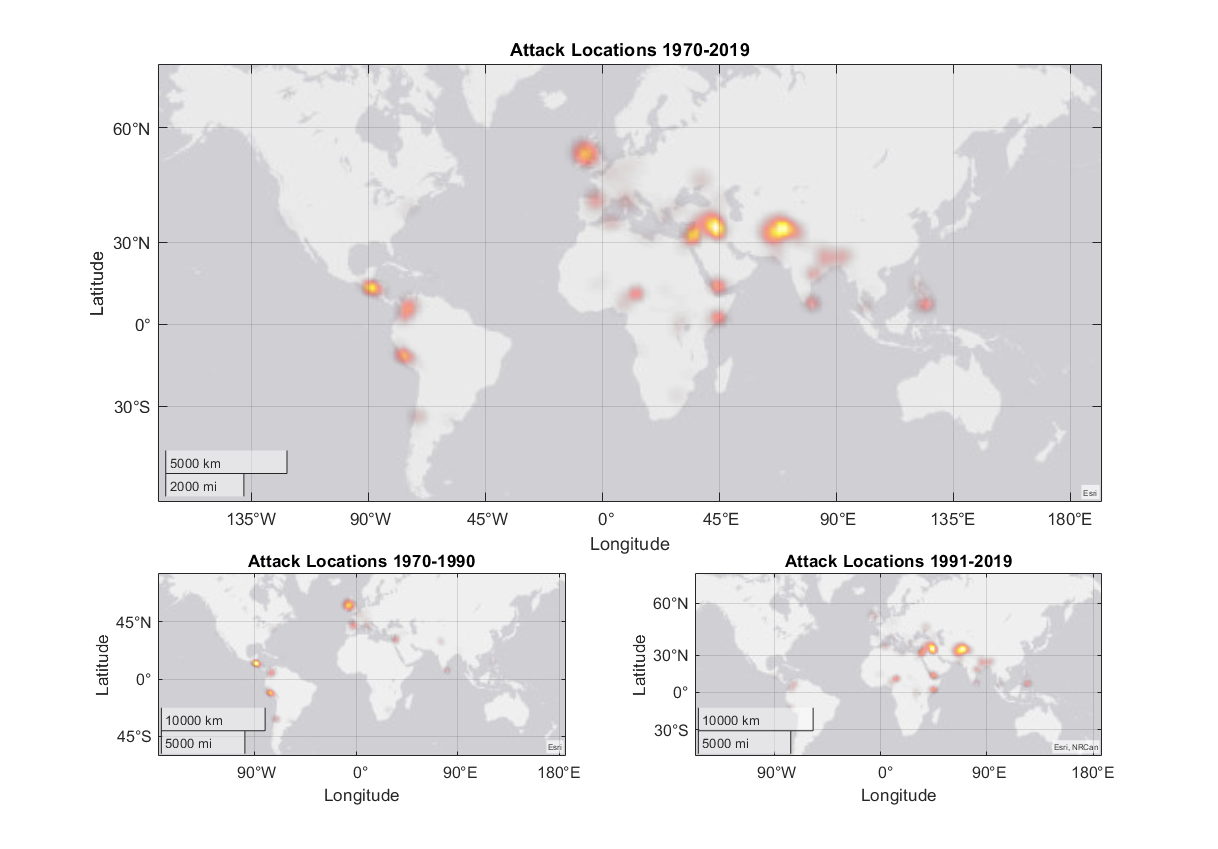 Attack Locations 1970-2019
Latitude
60°N
30°N
0°
30°S
5000 km
2000 mi
Esri
135°W 90°W 45°W 0° 45°E 90°E 135°E 180°E
Longitude
Attack Locations 1970-1990
Latitude
45°N
0°
45°S
10000 km
5000 mi
Esri
90°W 0° 90°E 180°E
Longitude
Attack Locations 1991-2019
Latitude
60°N
30°N
0°
30°S
10000 km
5000 mi
Esri, NRCan
90°W 0° 90°E 180°E
Longitude